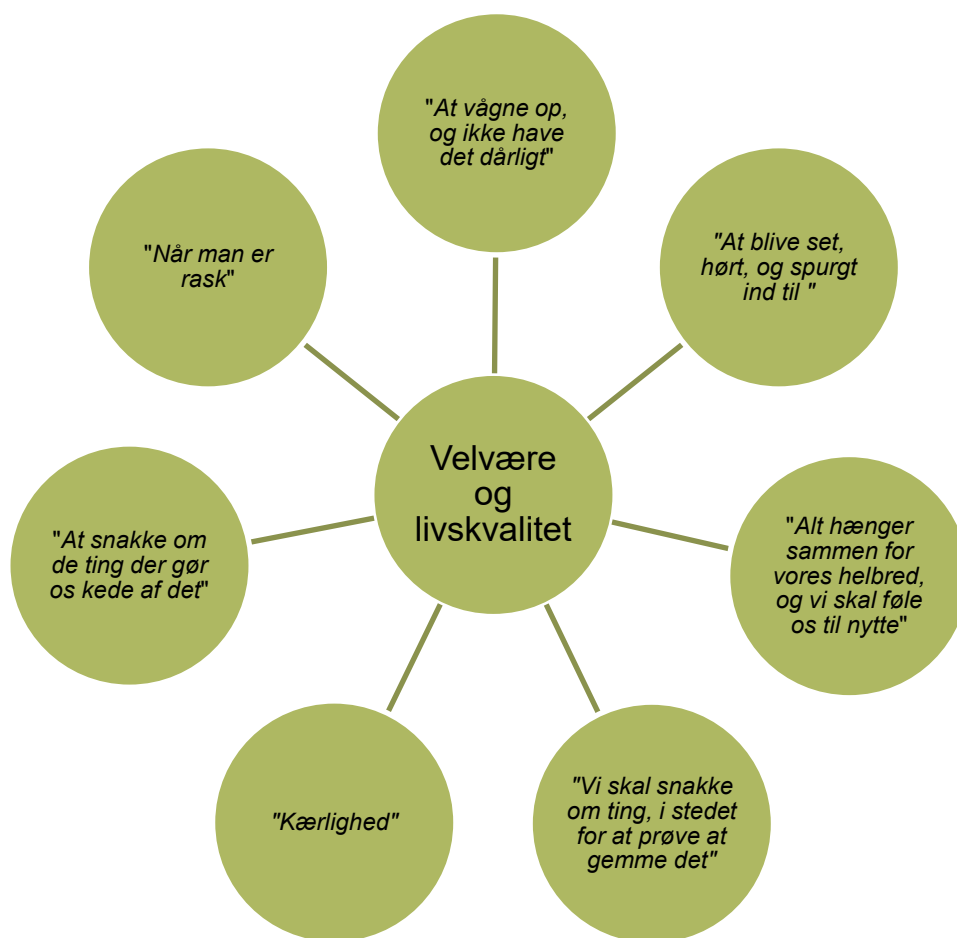 "At vågne op,
og ikke have
det dårligt"
"Når man er
rask"
"At blive set,
hørt, og spurgt
ind til "
Velvære
og
livskvalitet
"At snakke om
de ting der gør
os kede af det"
"Alt hænger
sammen for
vores helbred,
og vi skal føle
os til nytte"
"Kærlighed"
"Vi skal snakke
om ting, i stedet
for at prøve at
gemme det"